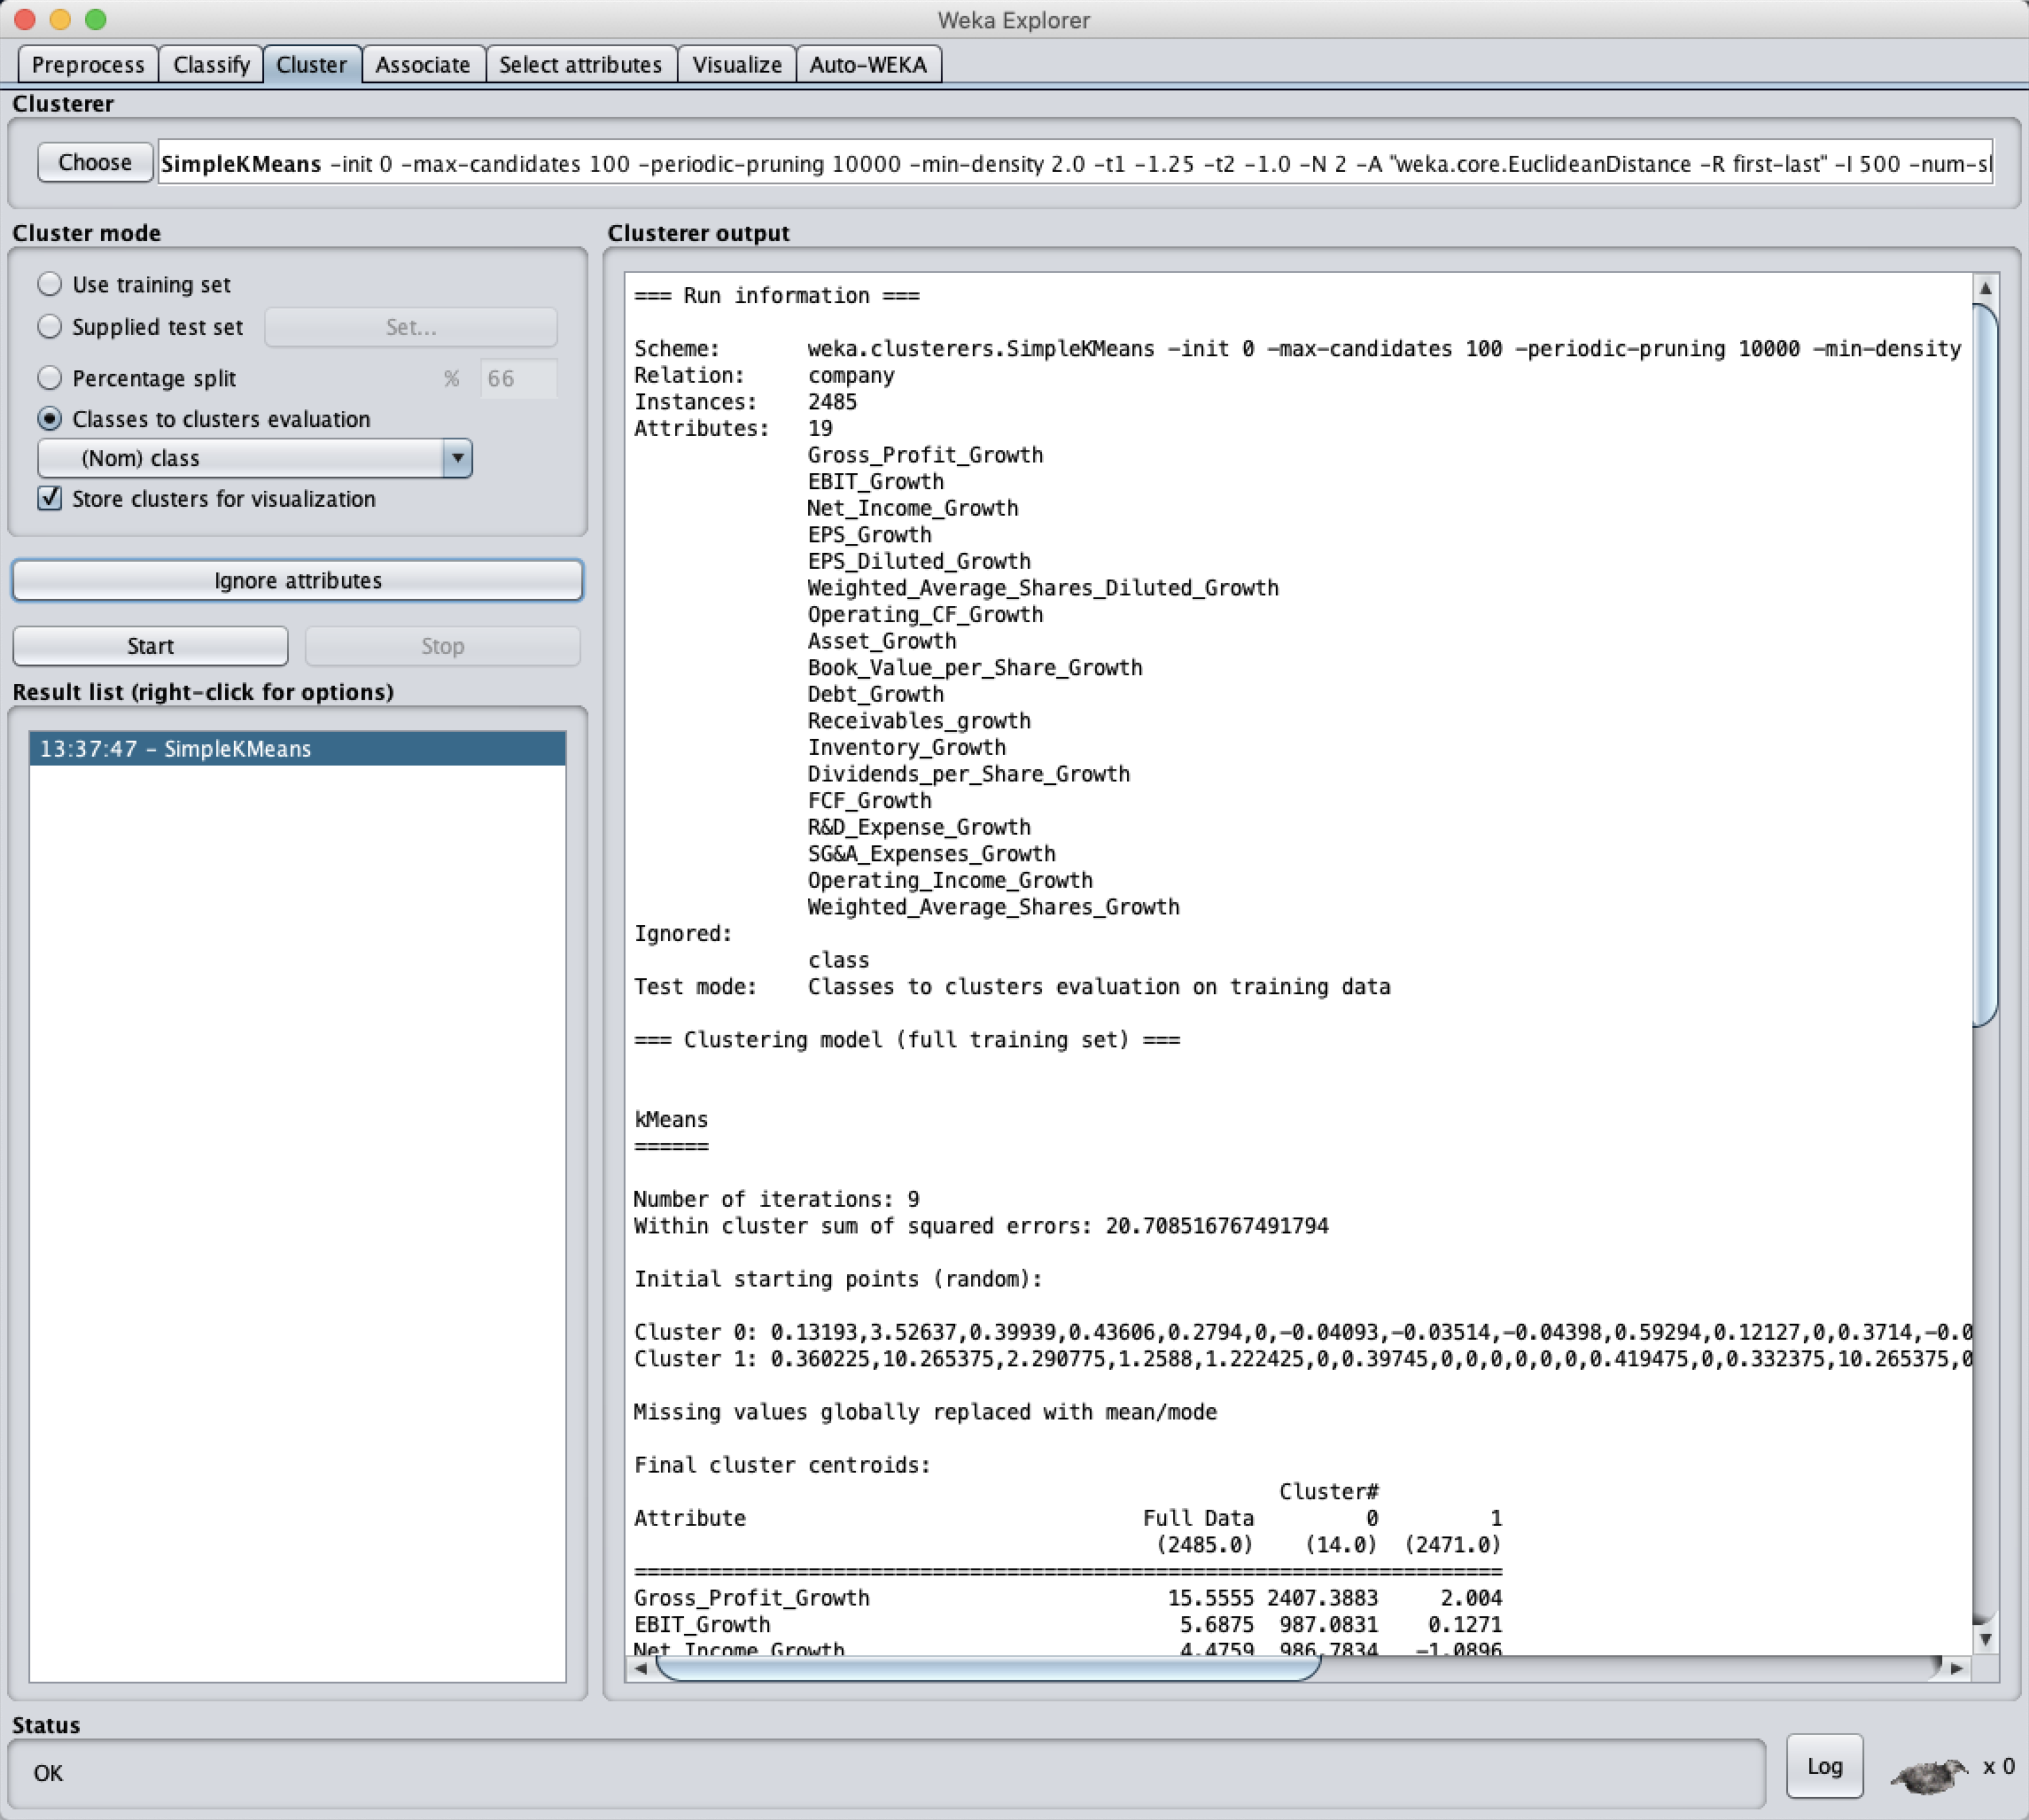 Weka Explorer
Preprocess Classify Cluster Associate Select attributes Visualize Auto-WEKA
Clusterer
Choose SimpleKMeans -init 0 -max-candidates 100 -periodic-pruning 10000 -min-density 2.0 -t1 -1.25 -t2 -1.0 -N 2 -A "weka.core.EuclideanDistance -R first-last" -I 500 -num-sl
Cluster mode
Use training set
Supplied test set Set...
Percentage split % 66
Classes to clusters evaluation
(Nom) class
Store clusters for visualization
Ignore attributes
Start Stop
Result list (right-click for options)
13:37:47 - SimpleKMeans
Clusterer output
=== Run information ===
Scheme: weka.clusterers.SimpleKMeans -init 0 -max-candidates 100 -periodic-pruning 10000 -min-density
Relation: company
Instances: 2485
Attributes: 19
Gross_Profit_Growth
EBIT_Growth
Net_Income_Growth
EPS_Growth
EPS_Diluted_Growth
Weighted_Average_Shares_Diluted_Growth
Operating_CF_Growth
Asset_Growth
Book_Value_per_Share_Growth
Debt_Growth
Receivables_growth
Inventory_Growth
Dividends_per_Share_Growth
FCF_Growth
R&D_Expense_Growth
SG&A_Expenses_Growth
Operating_Income_Growth
Weighted_Average_Shares_Growth
Ignored:
class
Test mode: Classes to clusters evaluation on training data
=== Clustering model (full training set) ===
kMeans
======
Number of iterations: 9
Within cluster sum of squared errors: 20.708516767491794
Initial starting points (random):
Cluster 0: 0.13193,3.52637,0.39939,0.43606,0.2794,0,-0.04093,-0.03514,-0.04398,0.59294,0.12127,0,0.3714,-0.0
Cluster 1: 0.360225,10.265375,2.290775,1.2588,1.222425,0,0.39745,0,0,0,0,0,0,0.419475,0,0.332375,10.265375,0
Missing values globally replaced with mean/mode
Final cluster centroids:
Cluster#
Attribute Full Data 0 1
(2485.0) (14.0) (2471.0)
======================================================================
Gross_Profit_Growth 15.5555 2407.3883 2.004
EBIT_Growth 5.6875 987.0831 0.1271
Net_Income_Growth 4.4759 986.7834 -1.0896
Status
OK
Log x 0